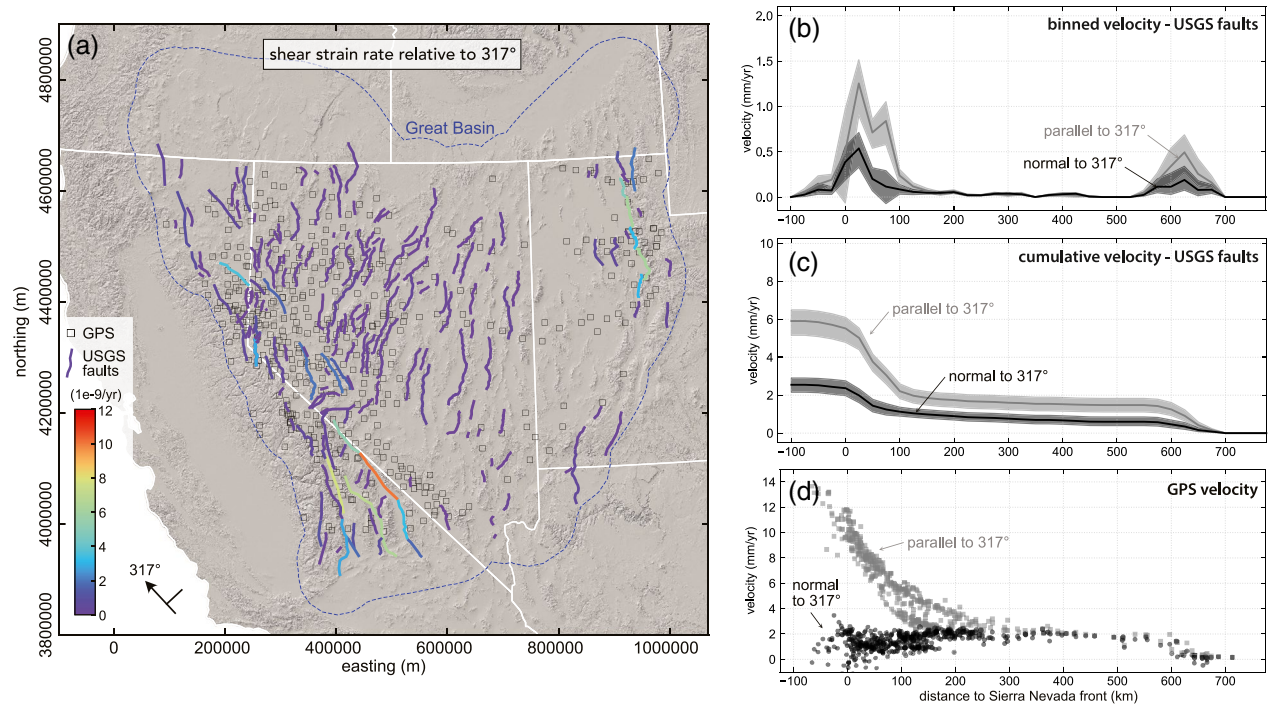 (a)
shear strain rate relative to 317°
Great Basin
GPS
USGS
faults
(1e-9/yr)
12
10
8
6
4
2
0
317°
northing (m)
4800000
4600000
4400000
4200000
4000000
3800000
0
200000
400000
600000
800000
1000000
easting (m)
(b)
binned velocity - USGS faults
parallel to 317°
normal to 317°
velocity (mm/yr)
2.0
1.5
1.0
0.5
0.0
−100 0 100 200 300 400 500 600 700
(c)
cumulative velocity - USGS faults
parallel to 317°
normal to 317°
velocity (mm/yr)
10
8
6
4
2
0
−100 0 100 200 300 400 500 600 700
(d)
GPS velocity
parallel to 317°
normal
to 317°
velocity (mm/yr)
14
12
10
8
6
4
2
0
−100 0 100 200 300 400 500 600 700
distance to Sierra Nevada front (km)